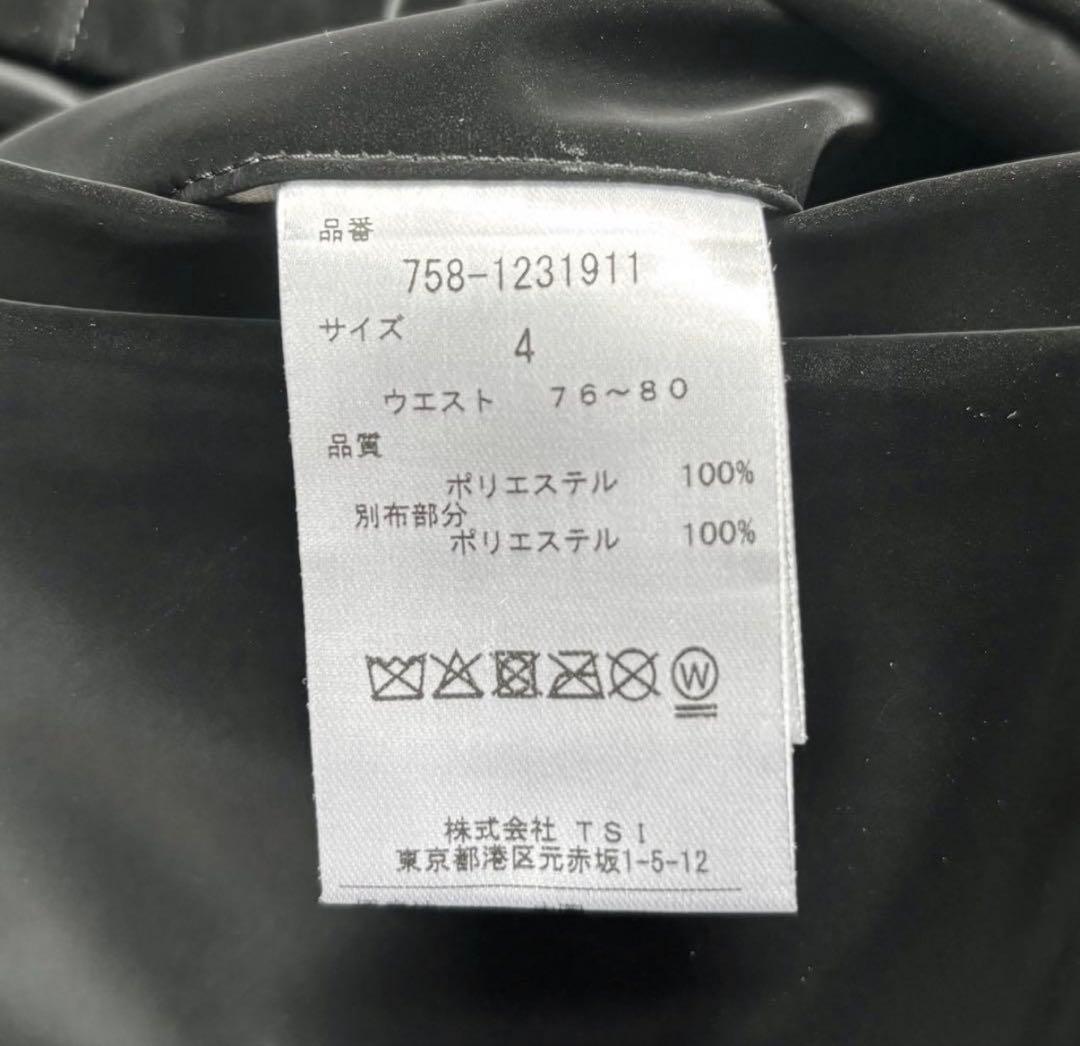 品番
758-1231911
サイズ
4
ウエスト ７６～８０
品質
ポリエステル 100%
別布部分
ポリエステル 100%
W
株式会社 ＴＳＩ
東京都港区元赤坂1-5-12